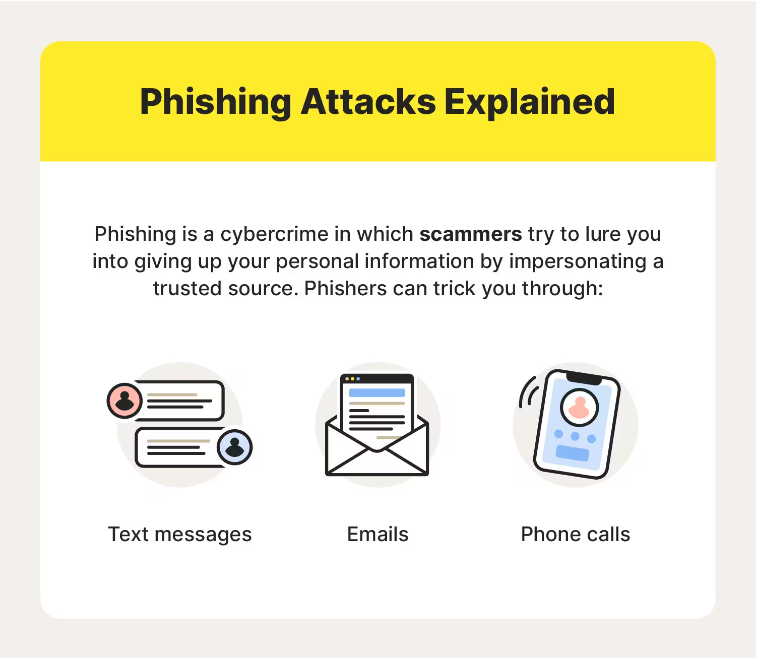 Phishing Attacks Explained
Phishing is a cybercrime in which scammers try to lure you
into giving up your personal information by impersonating a
trusted source. Phishers can trick you through:
Text messages
Emails
Phone calls